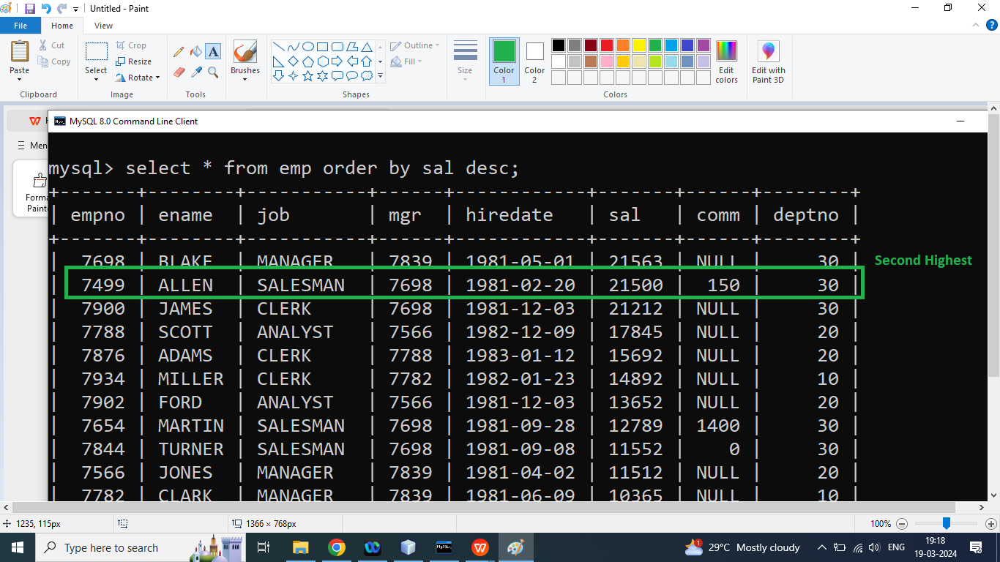 Untitled - Paint
File Home View
Paste Cut Copy Clipboard
Select Crop Resize Rotate Image
Tools
Brushes
Outline Fill Shapes
Size
Color 1 Color 2 Edit colors Colors
Edit with Paint 3D
MySQL 8.0 Command Line Client
Men
Forma
Painte
mysql> select * from emp order by sal desc;
+-------+--------+-----------+------+------------+-------+------+--------+
| empno | ename  | job       | mgr  | hiredate   | sal   | comm | deptno |
+-------+--------+-----------+------+------------+-------+------+--------+
|  7698 | BLAKE  | MANAGER   | 7839 | 1981-05-01 | 21563 | NULL |     30 |
Second Highest
|  7499 | ALLEN  | SALESMAN  | 7698 | 1981-02-20 | 21500 |  150 |     30 |
|  7900 | JAMES  | CLERK     | 7698 | 1981-12-03 | 21212 | NULL |     30 |
|  7788 | SCOTT  | ANALYST   | 7566 | 1982-12-09 | 17845 | NULL |     20 |
|  7876 | ADAMS  | CLERK     | 7788 | 1983-01-12 | 15692 | NULL |     20 |
|  7934 | MILLER | CLERK     | 7782 | 1982-01-23 | 14892 | NULL |     10 |
|  7902 | FORD   | ANALYST   | 7566 | 1981-12-03 | 13652 | NULL |     20 |
|  7654 | MARTIN | SALESMAN  | 7698 | 1981-09-28 | 12789 | 1400 |     30 |
|  7844 | TURNER | SALESMAN  | 7698 | 1981-09-08 | 11552 |    0 |     30 |
|  7566 | JONES  | MANAGER   | 7839 | 1981-04-02 | 11512 | NULL |     20 |
|  7782 | CLARK  | MANAGER   | 7839 | 1981-06-09 | 10365 | NULL |     10 |
1235, 115px 1366 × 768px 100%
Type here to search
29°C Mostly cloudy ENG
19:18
19-03-2024